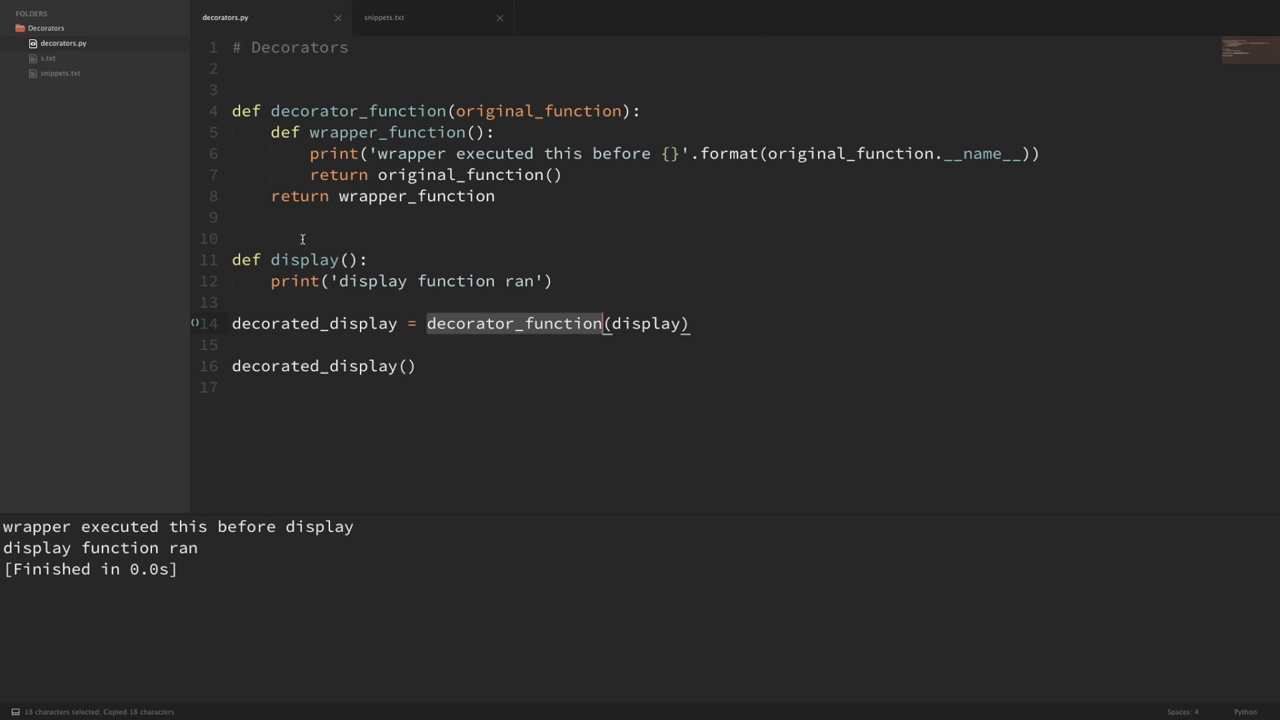 FOLDERS
Decorators
decorators.py
s.txt
snippets.txt
decorators.py
snippets.txt
1 # Decorators
2
3
4 def decorator_function(original_function):
5     def wrapper_function():
6         print('wrapper executed this before {}'.format(original_function.__name__))
7         return original_function()
8     return wrapper_function
9
10
11 def display():
12     print('display function ran')
13
14 decorated_display = decorator_function(display)
15
16 decorated_display()
17
wrapper executed this before display
display function ran
[Finished in 0.0s]
18 characters selected; Copied 18 characters
Spaces: 4
Python